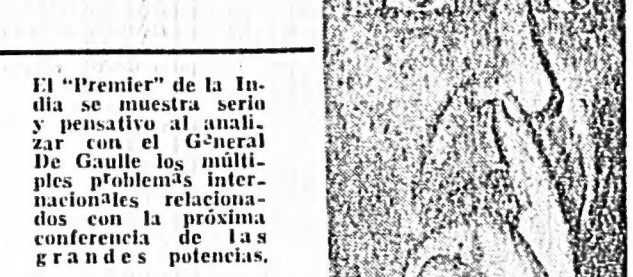 El “Premier” de la In-
dia se muestra serio
y pensativo al anali-
zar con el General
De Gaulle los múlti-
ples problemas inter-
nacionales relaciona-
dos con la próxima
conferencia de las
grandes potencias.